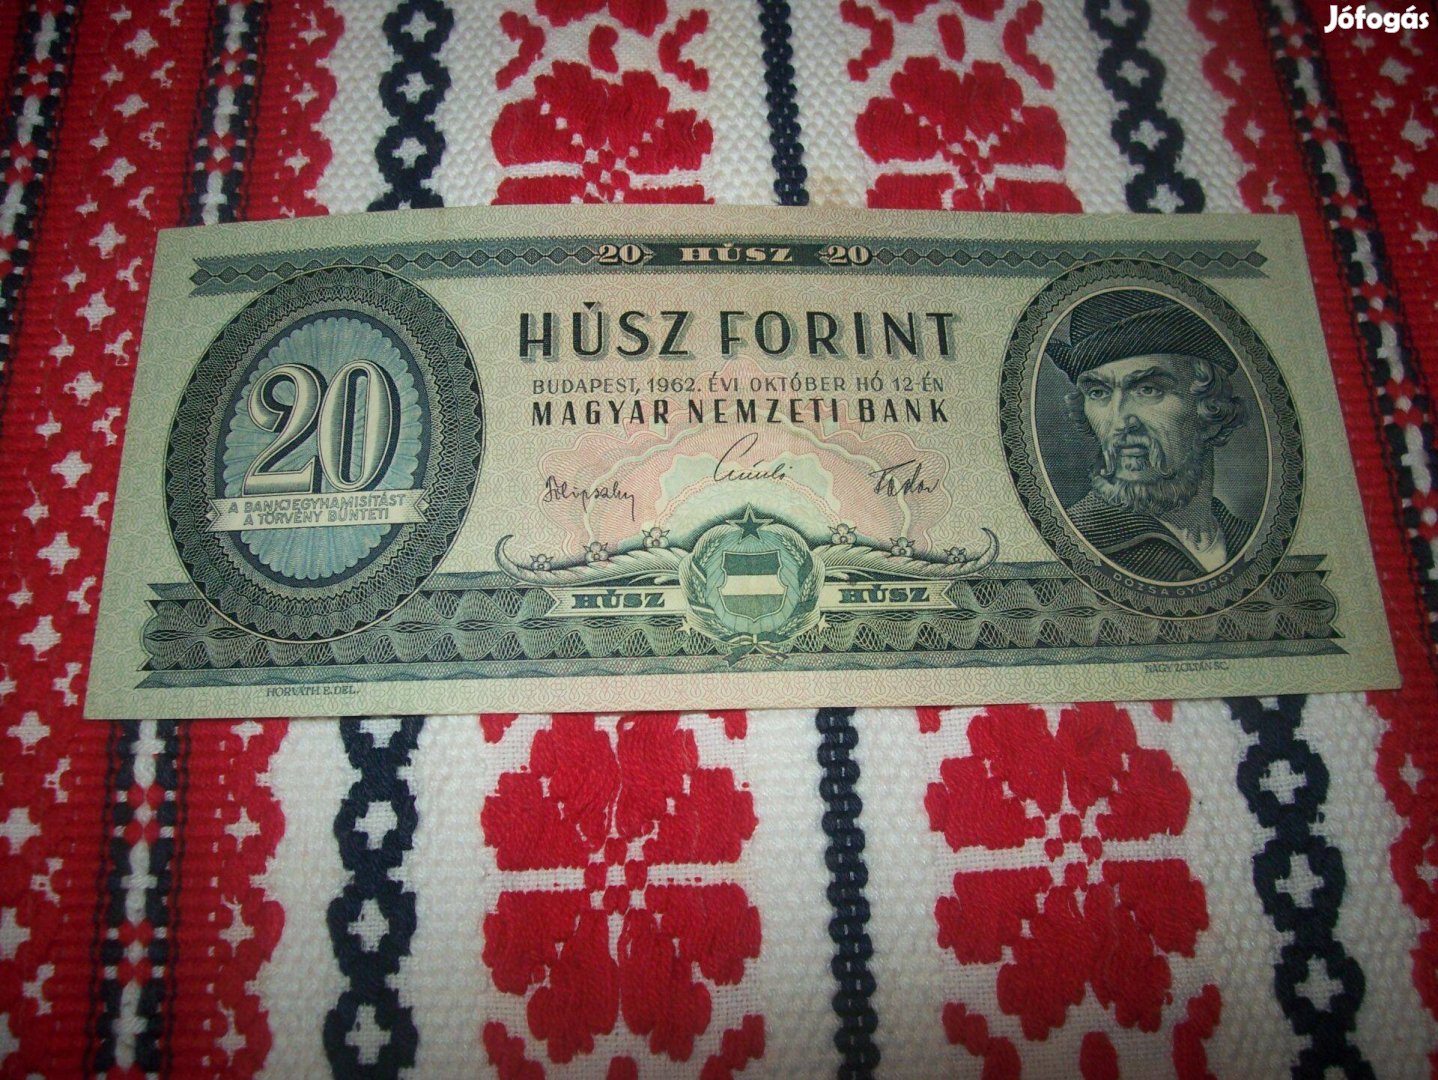 Jófogás
20 HÚSZ 20
HÚSZ FORINT
BUDAPEST, 1962. ÉVI OKTÓBER HÓ 12-ÉN
MAGYAR NEMZETI BANK
20
A BANKJEGYHAMISÍTÁST
A TÖRVÉNY BÜNTETI
HÚSZ HÚSZ
DÓZSA GYÖRGY
HORVÁTH E. DEL.
NAGY ZOLTÁN SC.